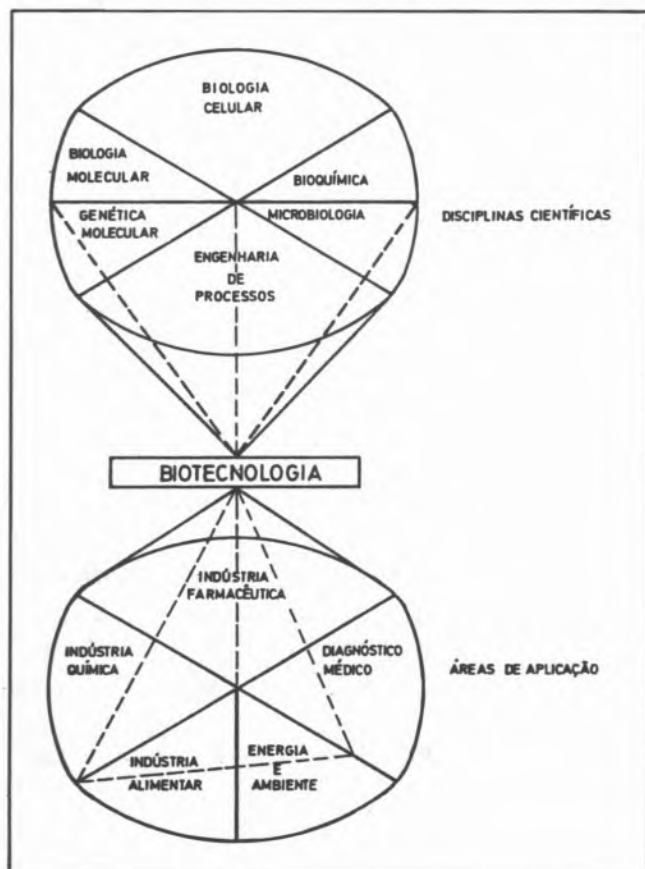 BIOLOGIA
CELULAR
BIOLOGIA
MOLECULAR
BIOQUÍMICA
GENÉTICA
MOLECULAR
MICROBIOLOGIA
DISCIPLINAS CIENTÍFICAS
ENGENHARIA
DE
PROCESSOS
BIOTECNOLOGIA
INDÚSTRIA
FARMACÊUTICA
INDÚSTRIA
QUÍMICA
DIAGNÓSTICO
MÉDICO
ÁREAS DE APLICAÇÃO
INDÚSTRIA
ALIMENTAR
ENERGIA
E
AMBIENTE